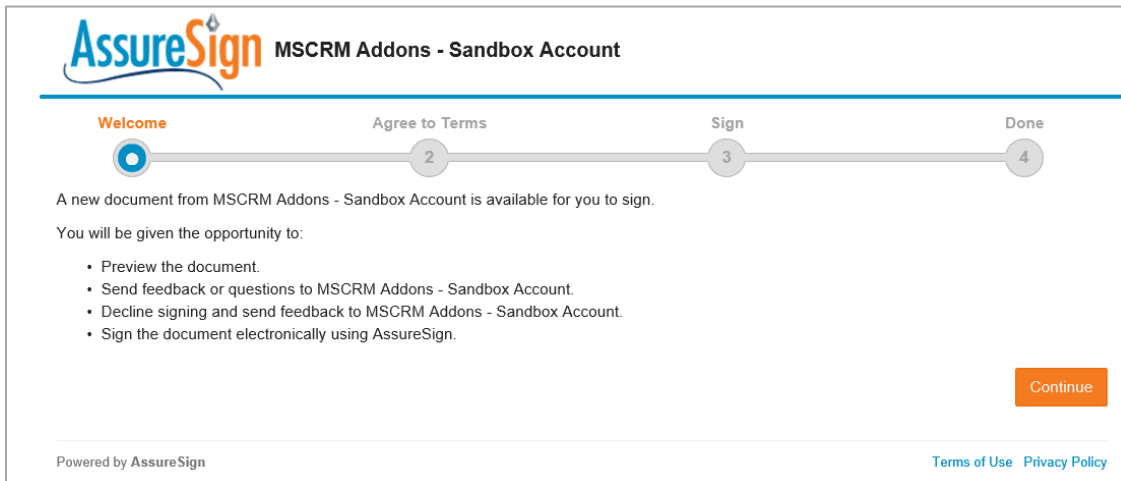 AssureSign MSCRM Addons - Sandbox Account
Welcome Agree to Terms Sign Done
2 3 4
A new document from MSCRM Addons - Sandbox Account is available for you to sign.
You will be given the opportunity to:
• Preview the document.
• Send feedback or questions to MSCRM Addons - Sandbox Account.
• Decline signing and send feedback to MSCRM Addons - Sandbox Account.
• Sign the document electronically using AssureSign.
Continue
Powered by AssureSign Terms of Use Privacy Policy